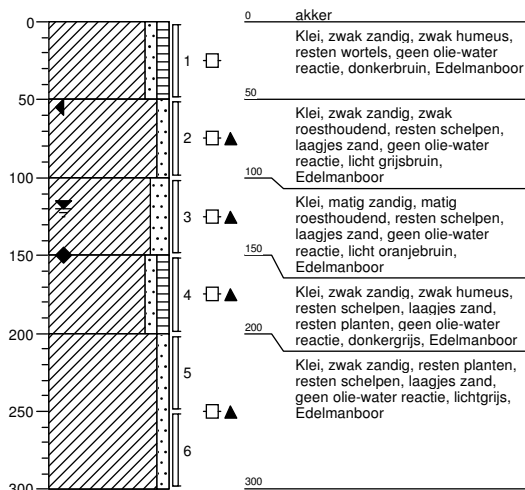 0
50
100
150
200
250
300
1
2
3
4
5
6
0 akker
Klei, zwak zandig, zwak humeus,
resten wortels, geen olie-water
reactie, donkerbruin, Edelmanboor
50
Klei, zwak zandig, zwak
roesthoudend, resten schelpen,
laagjes zand, geen olie-water
reactie, licht grijsbruin,
Edelmanboor
100
Klei, matig zandig, matig
roesthoudend, resten schelpen,
laagjes zand, geen olie-water
reactie, licht oranjebruin,
Edelmanboor
150
Klei, zwak zandig, zwak humeus,
resten schelpen, laagjes zand,
resten planten, geen olie-water
reactie, donkergrijs, Edelmanboor
200
Klei, zwak zandig, resten planten,
resten schelpen, laagjes zand,
geen olie-water reactie, lichtgrijs,
Edelmanboor
300